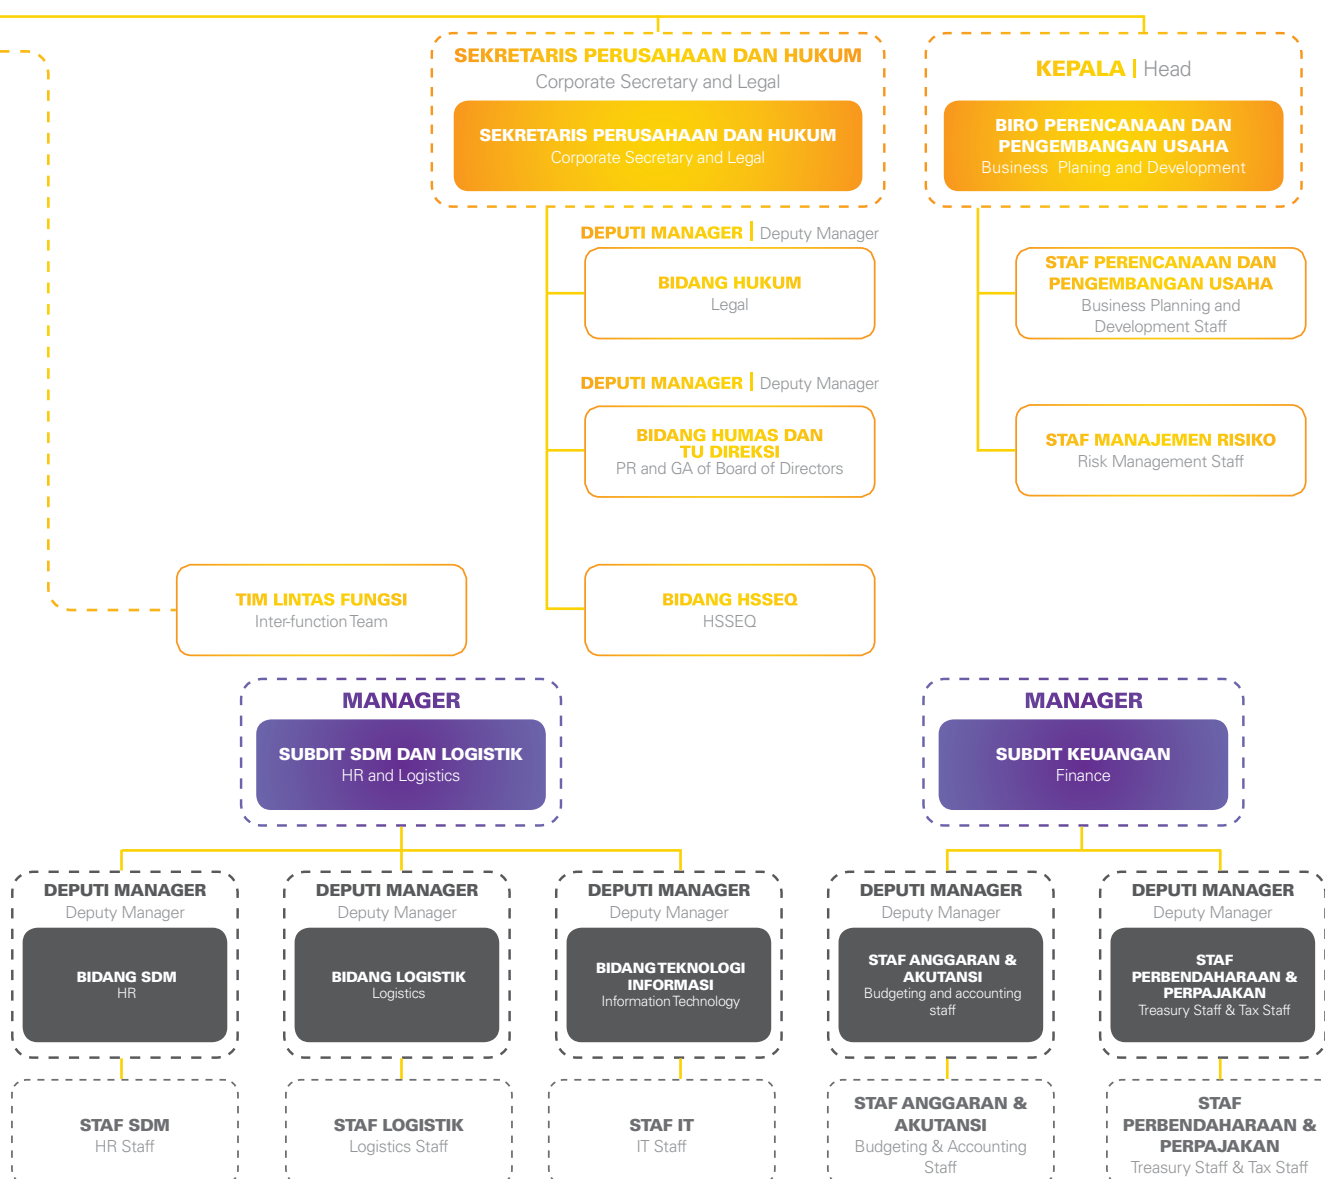 SEKRETARIS PERUSAHAAN DAN HUKUM
Corporate Secretary and Legal
SEKRETARIS PERUSAHAAN DAN HUKUM
Corporate Secretary and Legal
KEPALA | Head
BIRO PERENCANAAN DAN
PENGEMBANGAN USAHA
Business Planing and Development
DEPUTI MANAGER | Deputy Manager
BIDANG HUKUM
Legal
STAF PERENCANAAN DAN
PENGEMBANGAN USAHA
Business Planning and
Development Staff
DEPUTI MANAGER | Deputy Manager
BIDANG HUMAS DAN
TU DIREKSI
PR and GA of Board of Directors
STAF MANAJEMEN RISIKO
Risk Management Staff
TIM LINTAS FUNGSI
Inter-function Team
BIDANG HSSEQ
HSSEQ
MANAGER
SUBDIT SDM DAN LOGISTIK
HR and Logistics
MANAGER
SUBDIT KEUANGAN
Finance
DEPUTI MANAGER
Deputy Manager
BIDANG SDM
HR
DEPUTI MANAGER
Deputy Manager
BIDANG LOGISTIK
Logistics
DEPUTI MANAGER
Deputy Manager
BIDANG TEKNOLOGI
INFORMASI
Information Technology
DEPUTI MANAGER
Deputy Manager
STAF ANGGARAN &
AKUTANSI
Budgeting and accounting
staff
DEPUTI MANAGER
Deputy Manager
STAF
PERBENDAHARAAN &
PERPAJAKAN
Treasury Staff & Tax Staff
STAF SDM
HR Staff
STAF LOGISTIK
Logistics Staff
STAF IT
IT Staff
STAF ANGGARAN &
AKUTANSI
Budgeting & Accounting
Staff
STAF
PERBENDAHARAAN &
PERPAJAKAN
Treasury Staff & Tax Staff